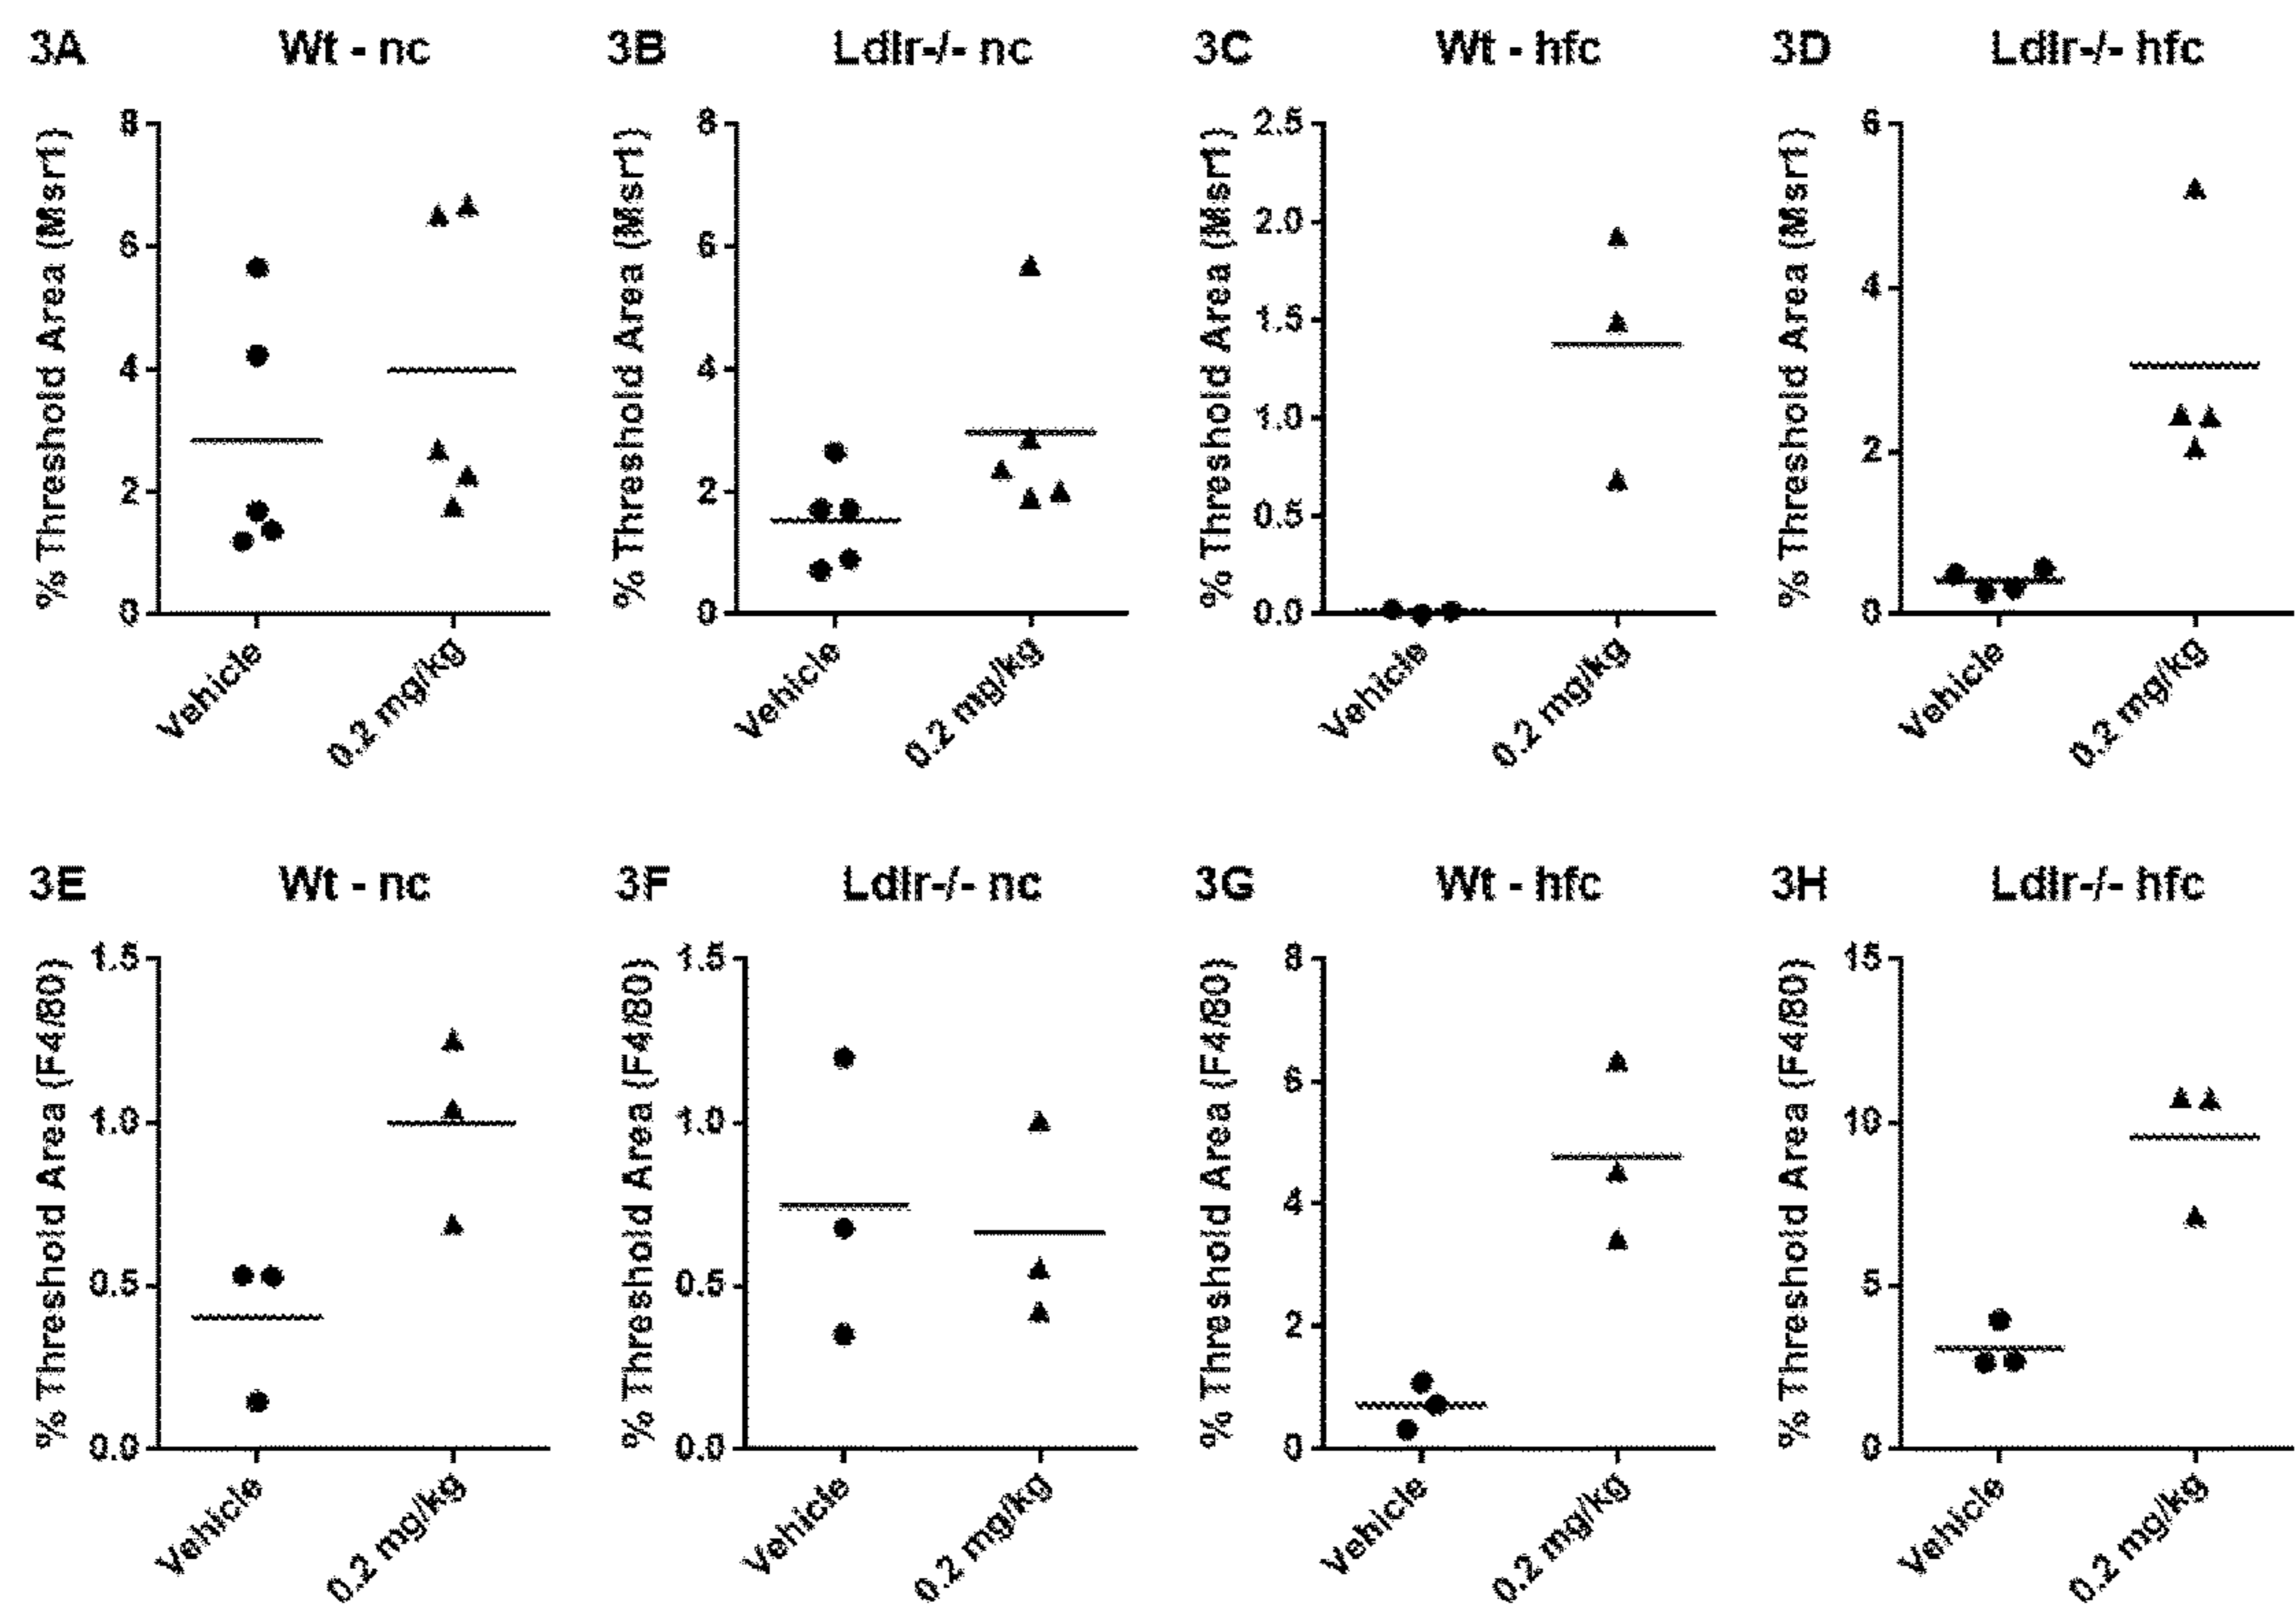 3A Wt - nc
% Threshold Area (Msr1)
8
6
4
2
0
Vehicle
0.2 mg/kg
3B Ldlr-/- nc
% Threshold Area (Msr1)
8
6
4
2
0
Vehicle
0.2 mg/kg
3C Wt - hfc
% Threshold Area (Msr1)
2.5
2.0
1.5
1.0
0.5
0.0
Vehicle
0.2 mg/kg
3D Ldlr-/- hfc
% Threshold Area (Msr1)
6
4
2
0
Vehicle
0.2 mg/kg
3E Wt - nc
% Threshold Area (F4/80)
1.5
1.0
0.5
0.0
Vehicle
0.2 mg/kg
3F Ldlr-/- nc
% Threshold Area (F4/80)
1.5
1.0
0.5
0.0
Vehicle
0.2 mg/kg
3G Wt - hfc
% Threshold Area (F4/80)
8
6
4
2
0
Vehicle
0.2 mg/kg
3H Ldlr-/- hfc
% Threshold Area (F4/80)
15
10
5
0
Vehicle
0.2 mg/kg